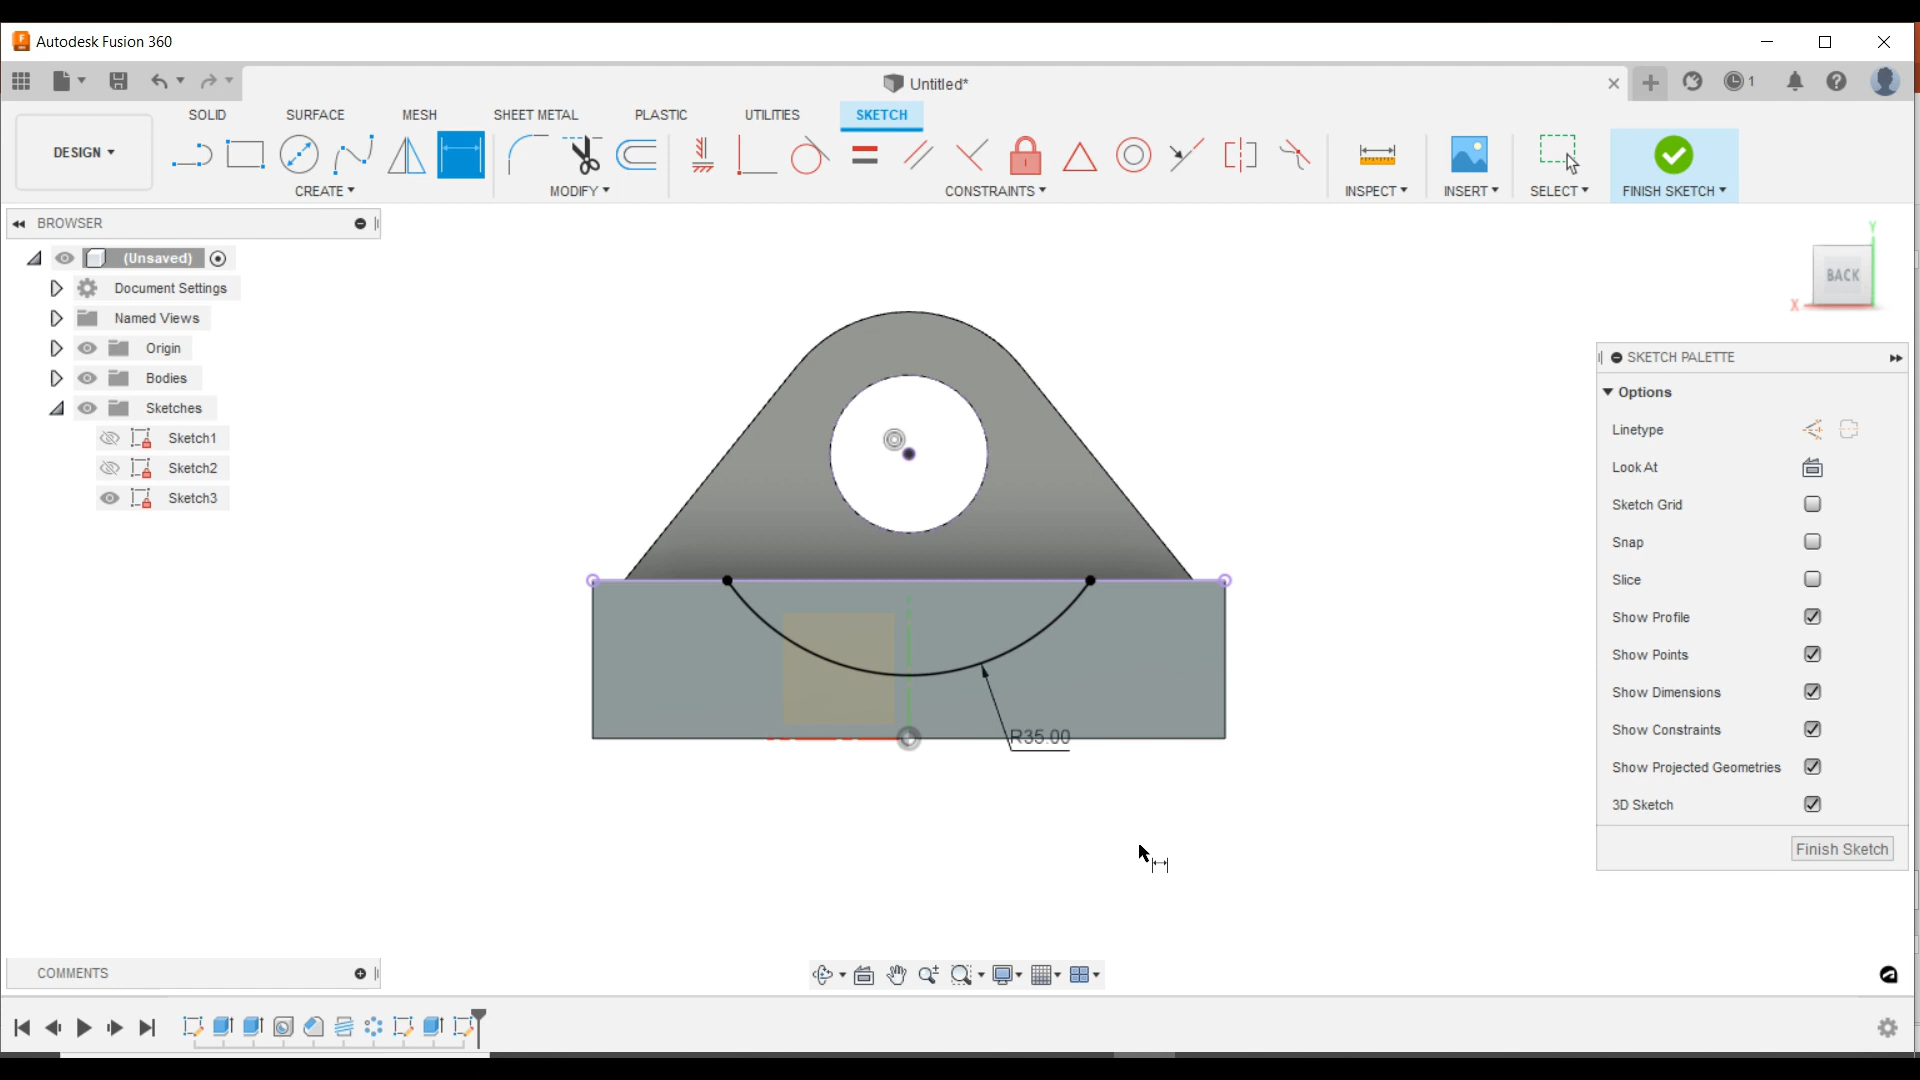 Autodesk Fusion 360
Untitled*
1
SOLID SURFACE MESH SHEET METAL PLASTIC UTILITIES SKETCH
DESIGN
CREATE MODIFY CONSTRAINTS INSPECT INSERT SELECT FINISH SKETCH
BROWSER
(Unsaved)
Document Settings
Named Views
Origin
Bodies
Sketches
Sketch1
Sketch2
Sketch3
Y
BACK
X
SKETCH PALETTE
Options
Linetype
Look At
Sketch Grid
Snap
Slice
Show Profile
Show Points
Show Dimensions
Show Constraints
Show Projected Geometries
3D Sketch
Finish Sketch
R35.00
COMMENTS